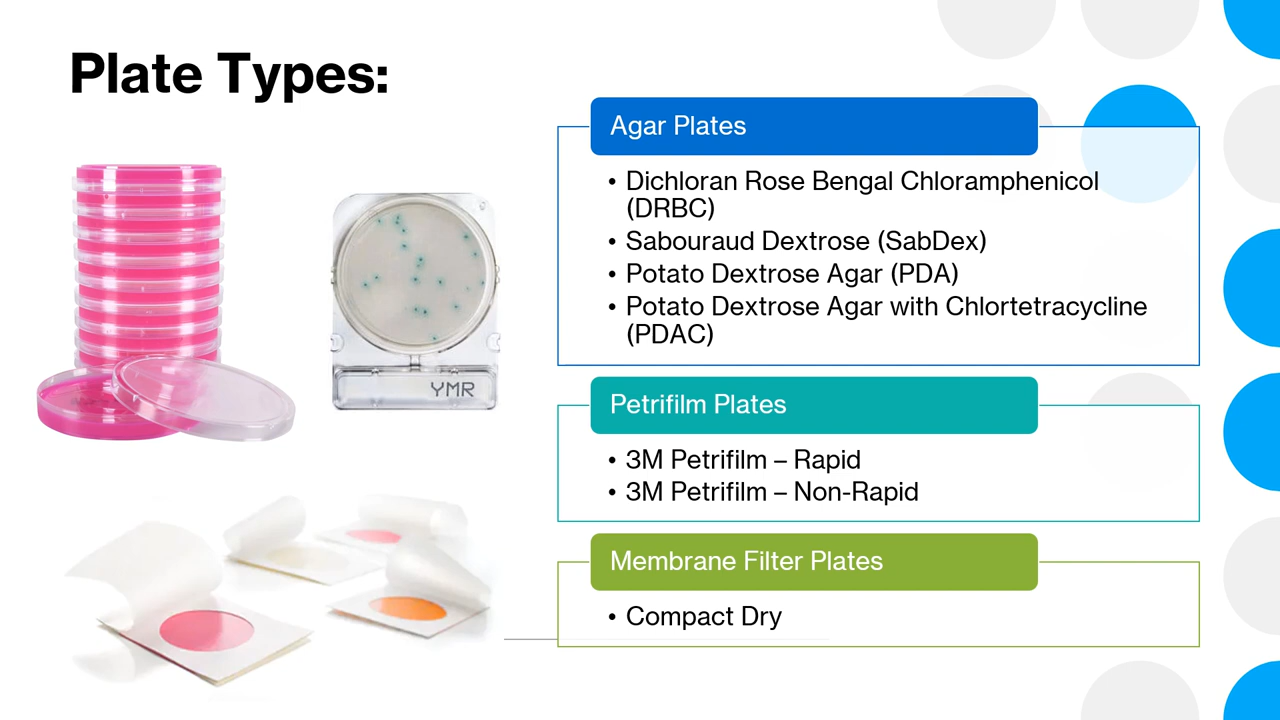 Plate Types:
Agar Plates
• Dichloran Rose Bengal Chloramphenicol
(DRBC)
• Sabouraud Dextrose (SabDex)
• Potato Dextrose Agar (PDA)
• Potato Dextrose Agar with Chlortetracycline
(PDAC)
Petrifilm Plates
• 3M Petrifilm – Rapid
• 3M Petrifilm – Non-Rapid
Membrane Filter Plates
• Compact Dry
YMR